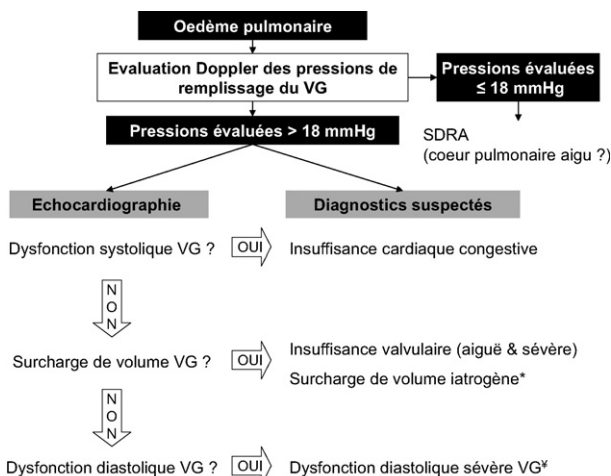 Oedème pulmonaire
Evaluation Doppler des pressions de
remplissage du VG
Pressions évaluées
≤ 18 mmHg
Pressions évaluées > 18 mmHg
SDRA
(coeur pulmonaire aigu ?)
Echocardiographie
Diagnostics suspectés
Dysfonction systolique VG ?
OUI
Insuffisance cardiaque congestive
NON
Surcharge de volume VG ?
OUI
Insuffisance valvulaire (aiguë & sévère)
Surcharge de volume iatrogène*
NON
Dysfonction diastolique VG ?
OUI
Dysfonction diastolique sévère VG¥